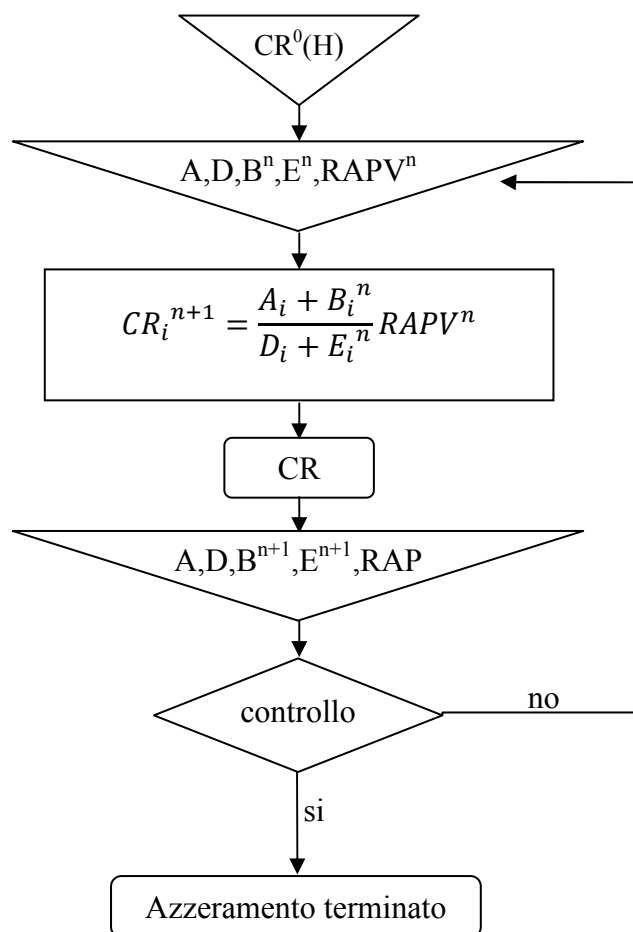 CR⁰(H)
A,D,Bⁿ,Eⁿ,RAPVⁿ
CRᵢⁿ⁺¹ = (Aᵢ + Bᵢⁿ)/(Dᵢ + Eᵢⁿ) RAPVⁿ
CR
A,D,Bⁿ⁺¹,Eⁿ⁺¹,RAP
controllo
no
si
Azzeramento terminato